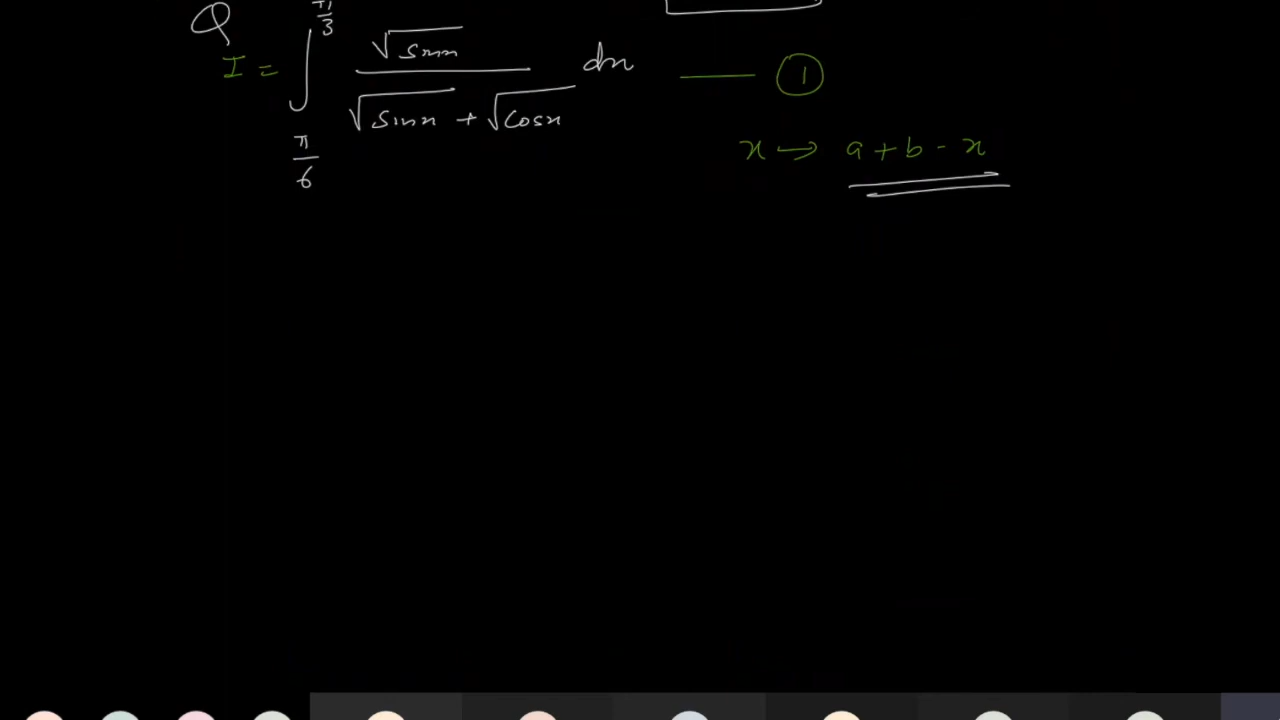 Q
I = ∫_{π/6}^{π/3} √sinx / (√sinx + √cosx) dx —— ①
x → a + b - x